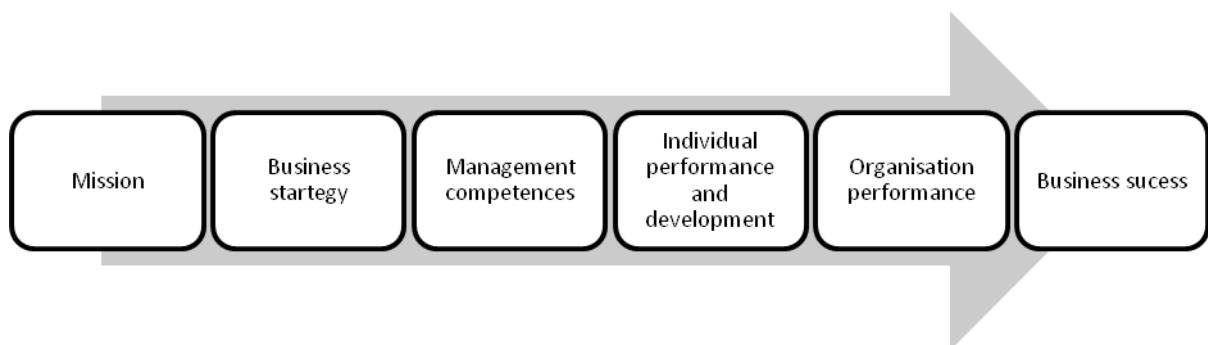 Mission
Business
startegy
Management
competences
Individual
performance
and
development
Organisation
performance
Business sucess